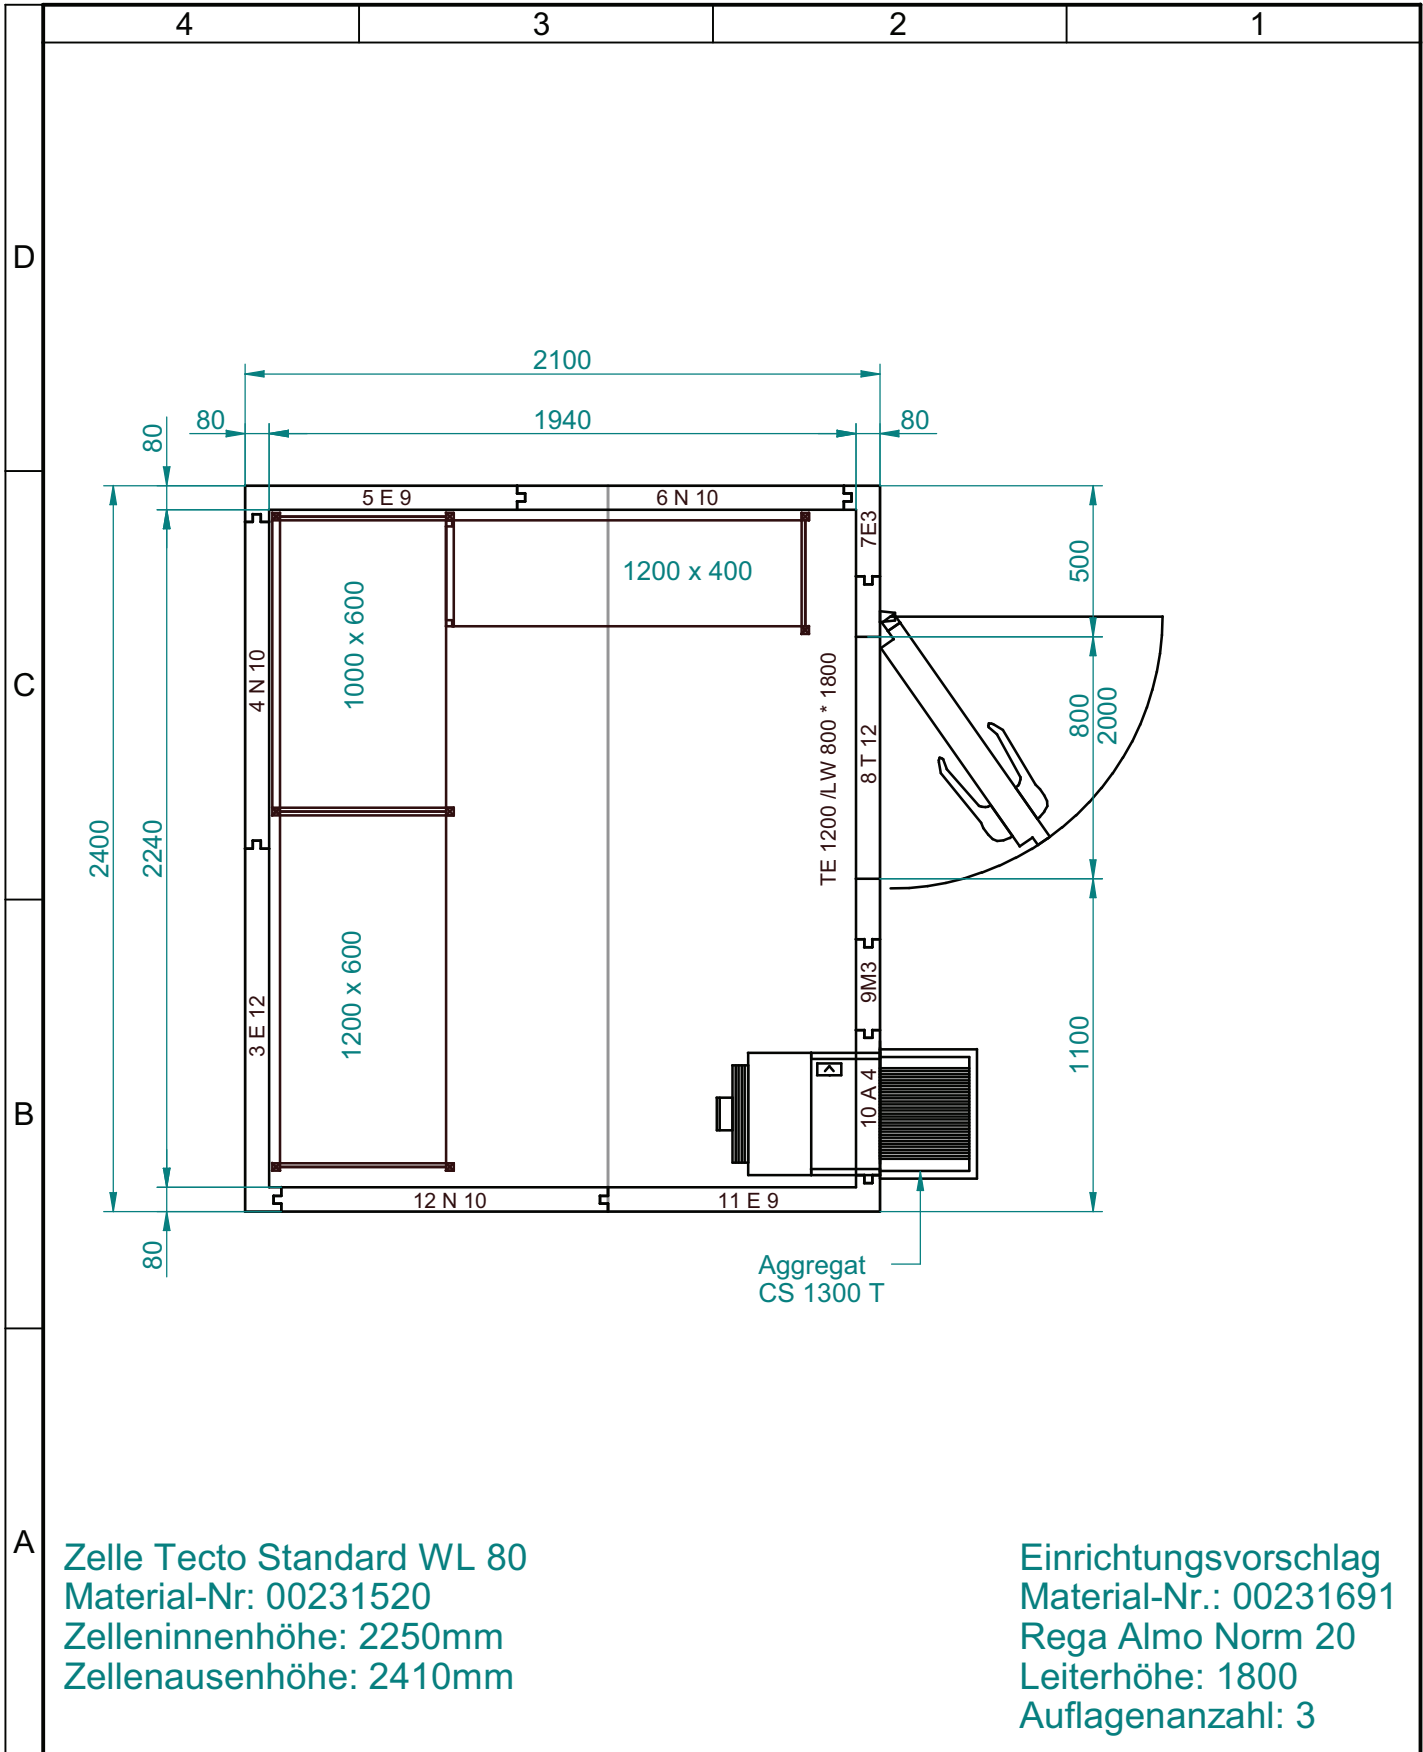 4 3 2 1
D
C
B
A
2100
80 1940 80
80
5 E 9 6 N 10
7E3
500
1200 x 400
1000 x 600
4 N 10
TE 1200 /LW 800 * 1800
8 T 12
800
2000
2400
2240
1200 x 600
3 E 12
9M3
1100
10 A 4
12 N 10 11 E 9
80
Aggregat
CS 1300 T
Zelle Tecto Standard WL 80
Material-Nr: 00231520
Zelleninnenhöhe: 2250mm
Zellenausenhöhe: 2410mm
Einrichtungsvorschlag
Material-Nr.: 00231691
Rega Almo Norm 20
Leiterhöhe: 1800
Auflagenanzahl: 3